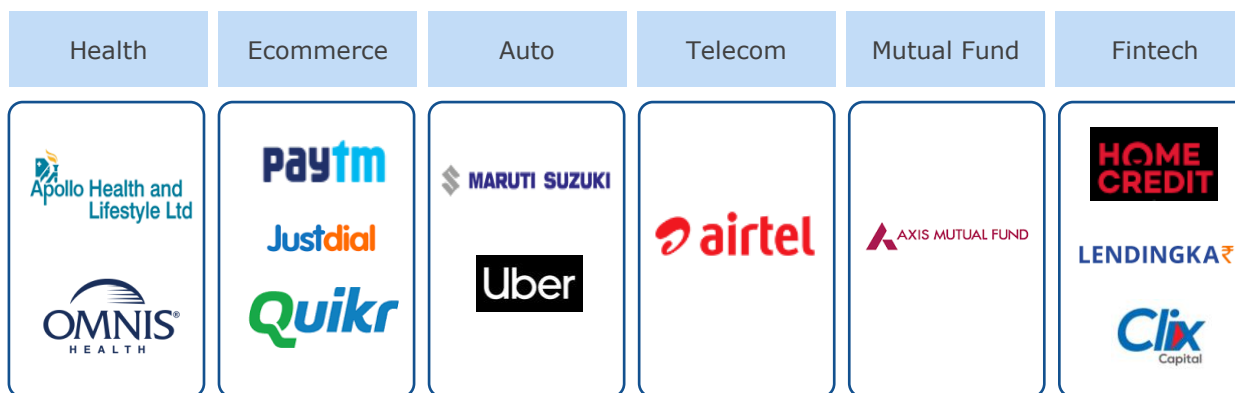 Health
Ecommerce
Auto
Telecom
Mutual Fund
Fintech
Apollo Health and
Lifestyle Ltd
OMNIS®
HEALTH
paytm
Justdial
Quikr
MARUTI SUZUKI
Uber
airtel
AXIS MUTUAL FUND
HOME
CREDIT
LENDINGKA₹
Clix
Capital